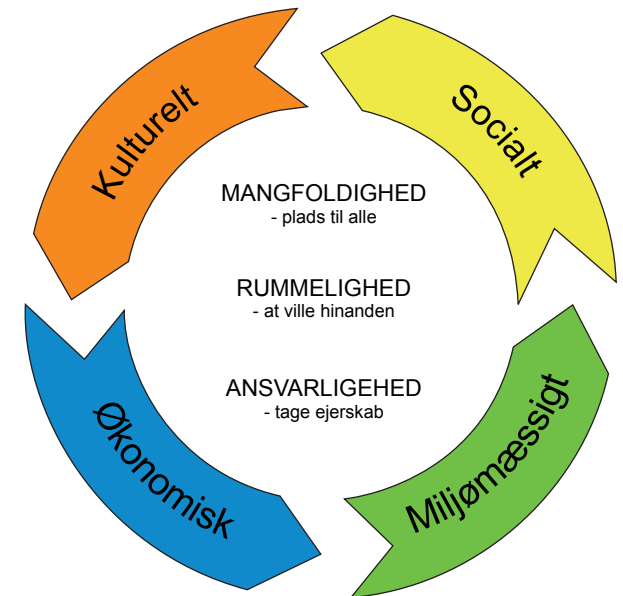 Kulturelt
Socialt
MANGFOLDIGHED
- plads til alle
RUMMELIGHED
- at ville hinanden
ANSVARLIGEHED
- tage ejerskab
Økonomisk
Miljømæssigt